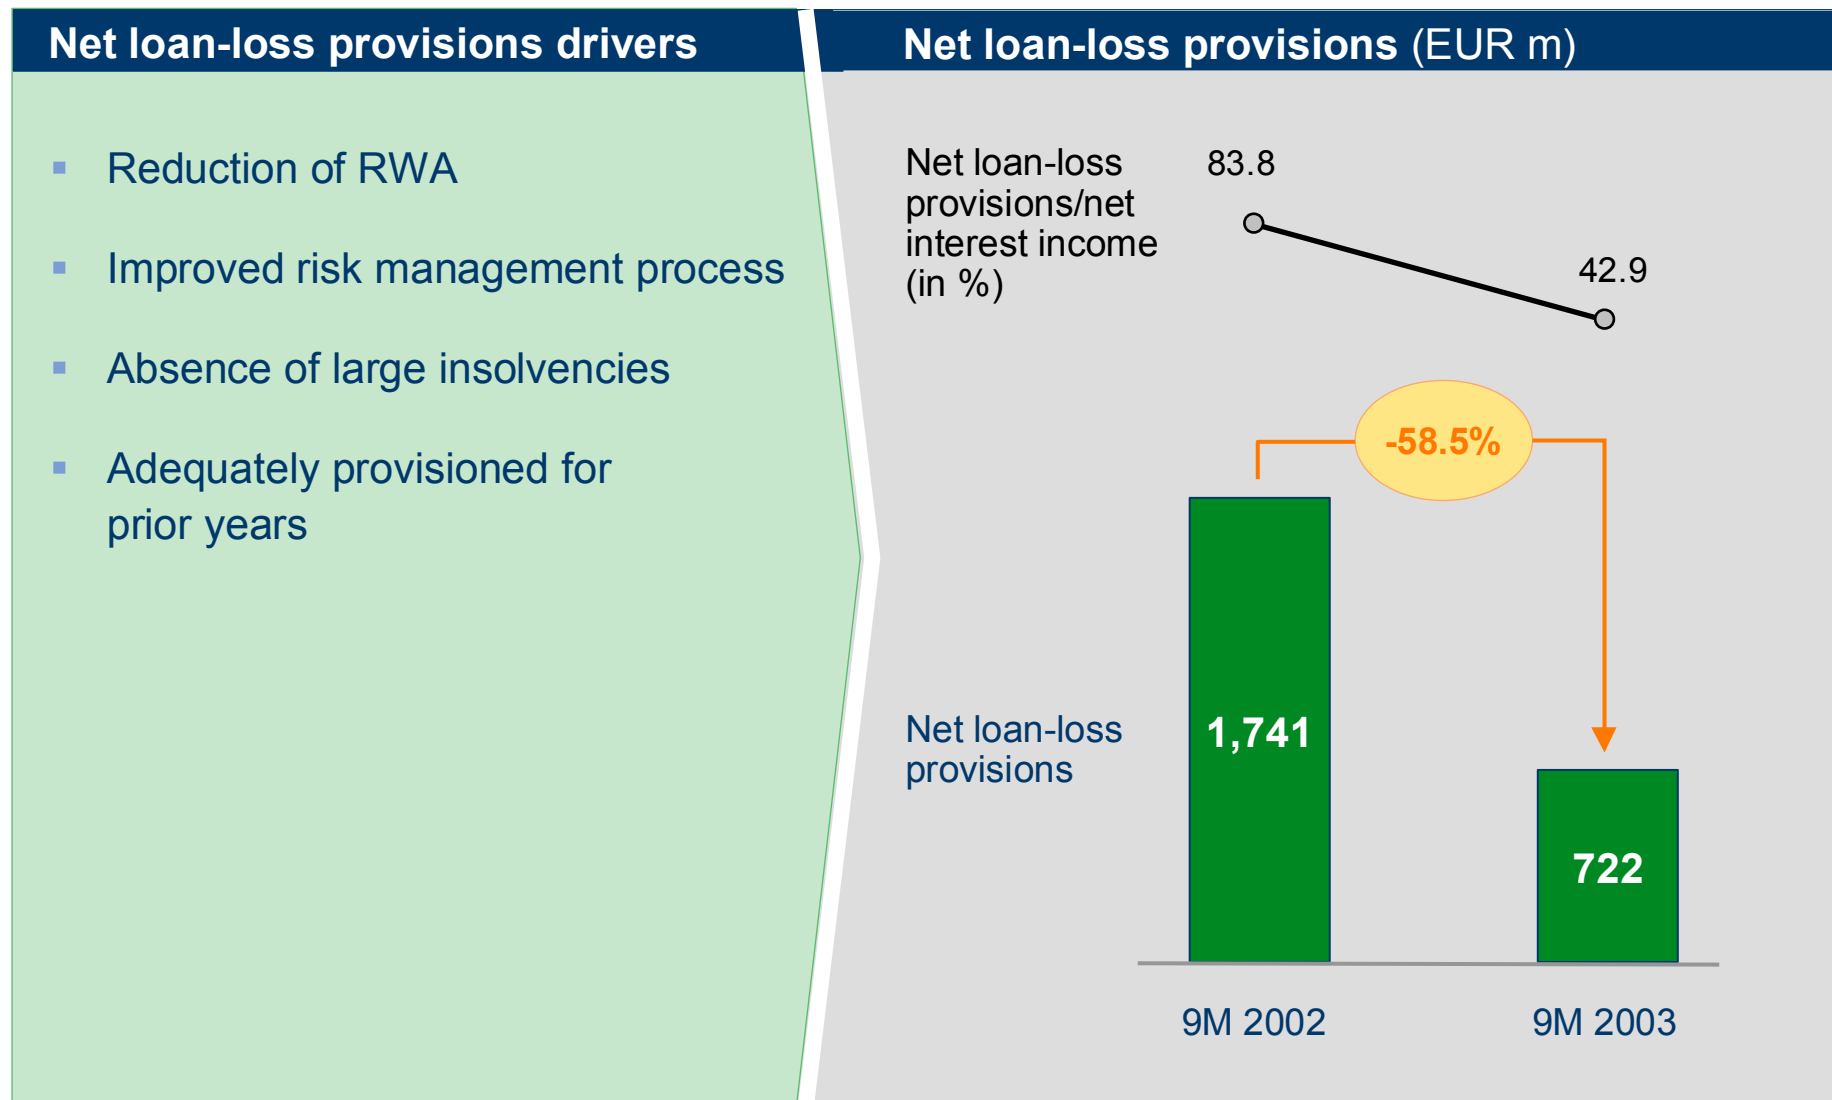 Net loan-loss provisions drivers
Reduction of RWA
Improved risk management process
Absence of large insolvencies
Adequately provisioned for
prior years
Net loan-loss provisions (EUR m)
Net loan-loss
provisions/net
interest income
(in %)
83.8
42.9
-58.5%
Net loan-loss
provisions
1,741
722
9M 2002
9M 2003